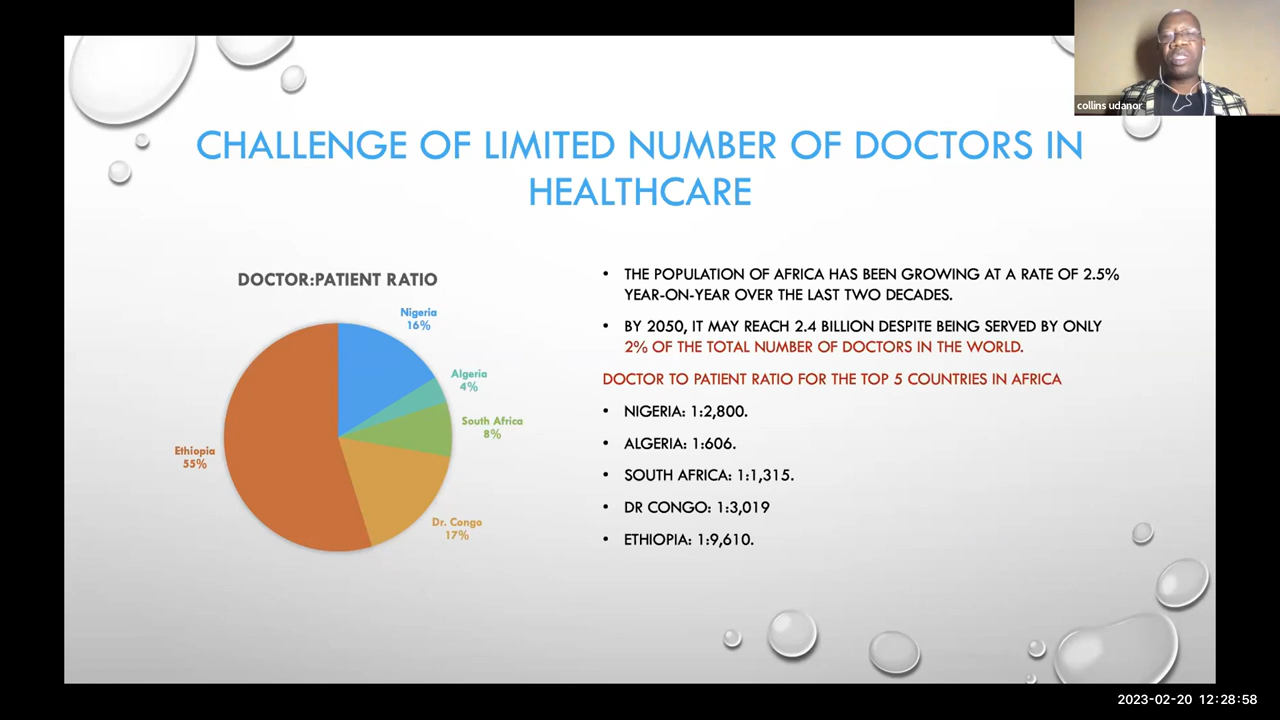 collins udanor
CHALLENGE OF LIMITED NUMBER OF DOCTORS IN
HEALTHCARE
DOCTOR:PATIENT RATIO
Nigeria
16%
Algeria
4%
South Africa
8%
Ethiopia
55%
Dr. Congo
17%
• THE POPULATION OF AFRICA HAS BEEN GROWING AT A RATE OF 2.5%
YEAR-ON-YEAR OVER THE LAST TWO DECADES.
• BY 2050, IT MAY REACH 2.4 BILLION DESPITE BEING SERVED BY ONLY
2% OF THE TOTAL NUMBER OF DOCTORS IN THE WORLD.
DOCTOR TO PATIENT RATIO FOR THE TOP 5 COUNTRIES IN AFRICA
• NIGERIA: 1:2,800.
• ALGERIA: 1:606.
• SOUTH AFRICA: 1:1,315.
• DR CONGO: 1:3,019
• ETHIOPIA: 1:9,610.
2023-02-20 12:28:58